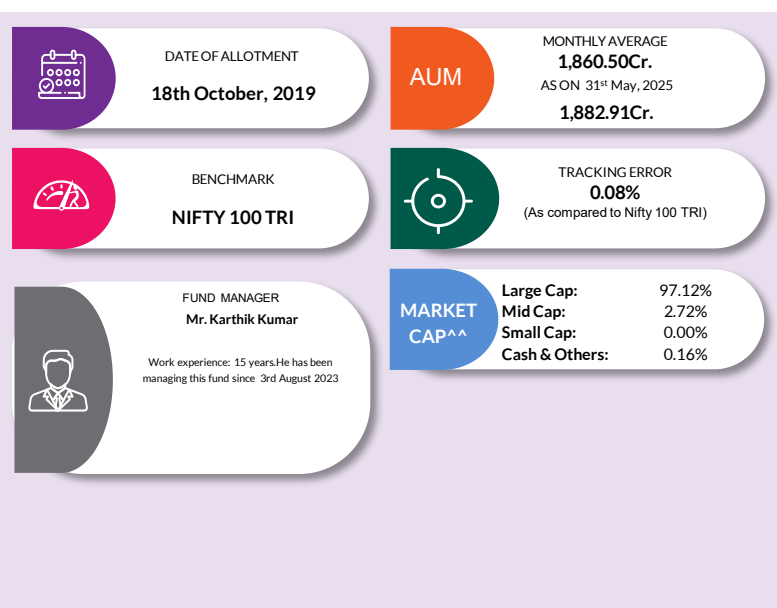 DATE OF ALLOTMENT
18th October, 2019
AUM
MONTHLY AVERAGE
1,860.50Cr.
AS ON 31st May, 2025
1,882.91Cr.
BENCHMARK
NIFTY 100 TRI
TRACKING ERROR
0.08%
(As compared to Nifty 100 TRI)
FUND MANAGER
Mr. Karthik Kumar
Work experience: 15 years.He has been
managing this fund since 3rd August 2023
MARKET
CAP^^
Large Cap: 97.12%
Mid Cap: 2.72%
Small Cap: 0.00%
Cash & Others: 0.16%